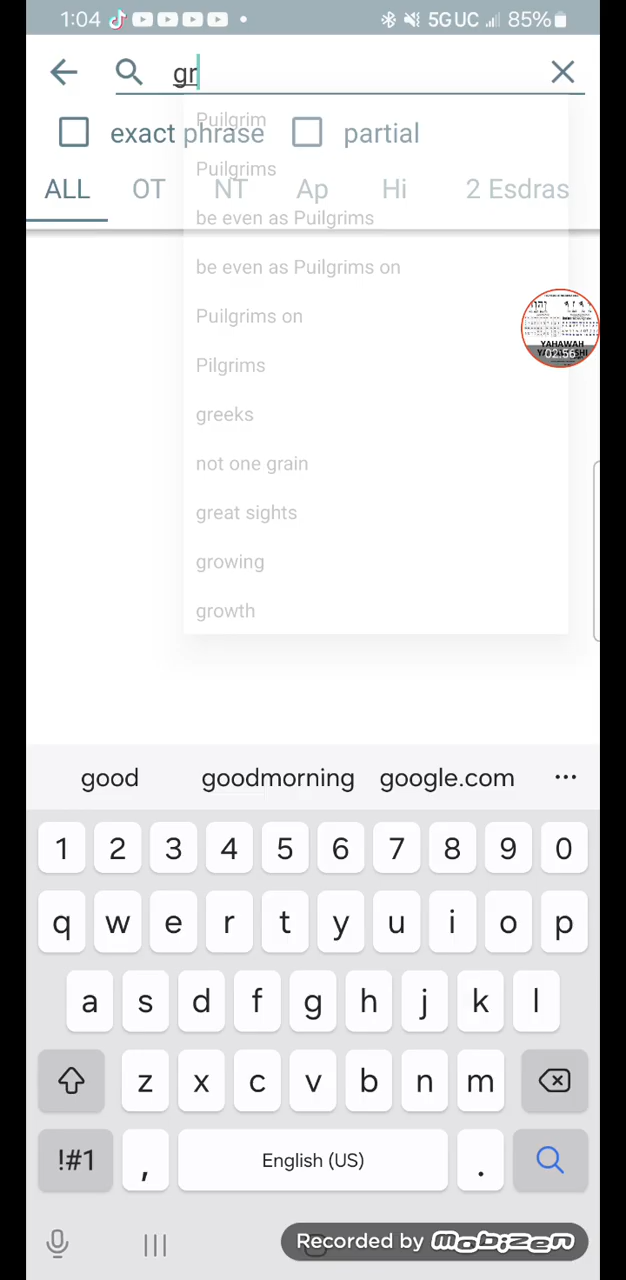 1:04 5G UC 85%
gr
exact phrase partial
ALL OT NT Ap Hi 2 Esdras
Puilgrim
Puilgrims
be even as Puilgrims
be even as Puilgrims on
Puilgrims on
Pilgrims
greeks
not one grain
great sights
growing
growth
YAHAWAH
02:56
good goodmorning google.com ...
1 2 3 4 5 6 7 8 9 0
q w e r t y u i o p
a s d f g h j k l
z x c v b n m
!#1 , English (US) .
Recorded by mobizen